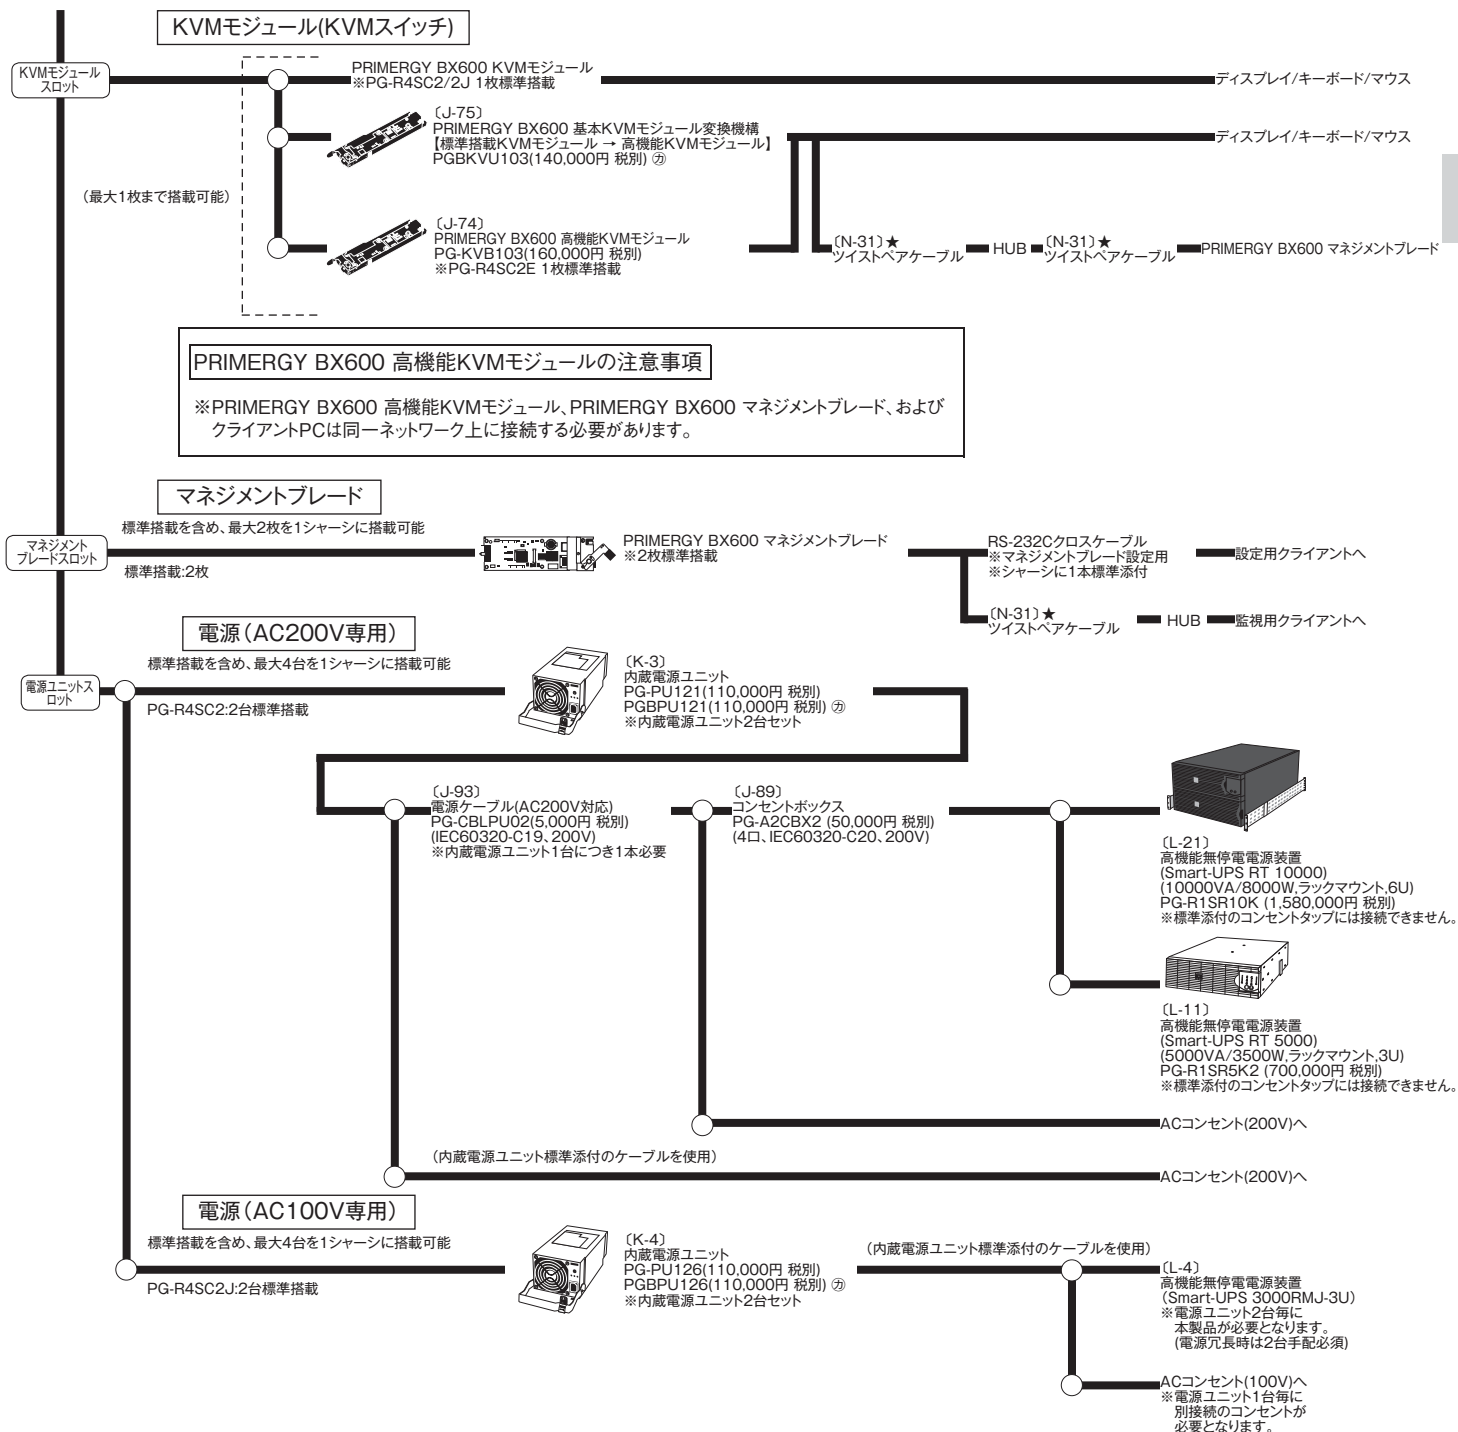 KVMモジュール(KVMスイッチ)
KVMモジュール
スロット
PRIMERGY BX600 KVMモジュール
※PG-R4SC2/2J 1枚標準搭載
ディスプレイ/キーボード/マウス
〔J-75〕
PRIMERGY BX600 基本KVMモジュール変換機構
【標準搭載KVMモジュール → 高機能KVMモジュール】
PGBKVU103(140,000円 税別) ㋕
ディスプレイ/キーボード/マウス
(最大1枚まで搭載可能)
〔J-74〕
PRIMERGY BX600 高機能KVMモジュール
PG-KVB103(160,000円 税別)
※PG-R4SC2E 1枚標準搭載
〔N-31〕★
ツイストペアケーブル
HUB
〔N-31〕★
ツイストペアケーブル
PRIMERGY BX600 マネジメントブレード
PRIMERGY BX600 高機能KVMモジュールの注意事項
※PRIMERGY BX600 高機能KVMモジュール、PRIMERGY BX600 マネジメントブレード、および
クライアントPCは同一ネットワーク上に接続する必要があります。
マネジメントブレード
標準搭載を含め、最大2枚を1シャーシに搭載可能
マネジメント
ブレードスロット
標準搭載:2枚
PRIMERGY BX600 マネジメントブレード
※2枚標準搭載
RS-232Cクロスケーブル
※マネジメントブレード設定用
※シャーシに1本標準添付
設定用クライアントへ
〔N-31〕★
ツイストペアケーブル
HUB
監視用クライアントへ
電源(AC200V専用)
標準搭載を含め、最大4台を1シャーシに搭載可能
電源ユニットス
ロット
PG-R4SC2:2台標準搭載
〔K-3〕
内蔵電源ユニット
PG-PU121(110,000円 税別)
PGBPU121(110,000円 税別) ㋕
※内蔵電源ユニット2台セット
〔J-93〕
電源ケーブル(AC200V対応)
PG-CBLPU02(5,000円 税別)
(IEC60320-C19、200V)
※内蔵電源ユニット1台につき1本必要
〔J-89〕
コンセントボックス
PG-A2CBX2 (50,000円 税別)
(4口、IEC60320-C20、200V)
〔L-21〕
高機能無停電電源装置
(Smart-UPS RT 10000)
(10000VA/8000W,ラックマウント,6U)
PG-R1SR10K (1,580,000円 税別)
※標準添付のコンセントタップには接続できません。
〔L-11〕
高機能無停電電源装置
(Smart-UPS RT 5000)
(5000VA/3500W,ラックマウント,3U)
PG-R1SR5K2 (700,000円 税別)
※標準添付のコンセントタップには接続できません。
ACコンセント(200V)へ
(内蔵電源ユニット標準添付のケーブルを使用)
ACコンセント(200V)へ
電源(AC100V専用)
標準搭載を含め、最大4台を1シャーシに搭載可能
PG-R4SC2J:2台標準搭載
〔K-4〕
内蔵電源ユニット
PG-PU126(110,000円 税別)
PGBPU126(110,000円 税別) ㋕
※内蔵電源ユニット2台セット
(内蔵電源ユニット標準添付のケーブルを使用)
〔L-4〕
高機能無停電電源装置
(Smart-UPS 3000RMJ-3U)
※電源ユニット2台毎に
本製品が必要となります。
(電源冗長時は2台手配必須)
ACコンセント(100V)へ
※電源ユニット1台毎に
別接続のコンセントが
必要となります。